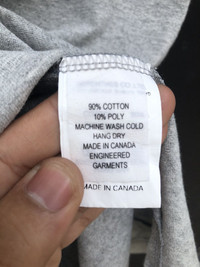 90% COTTON
10% POLY
MACHINE WASH COLD
HANG DRY
MADE IN CANADA
ENGINEERED
GARMENTS
MADE IN CANADA